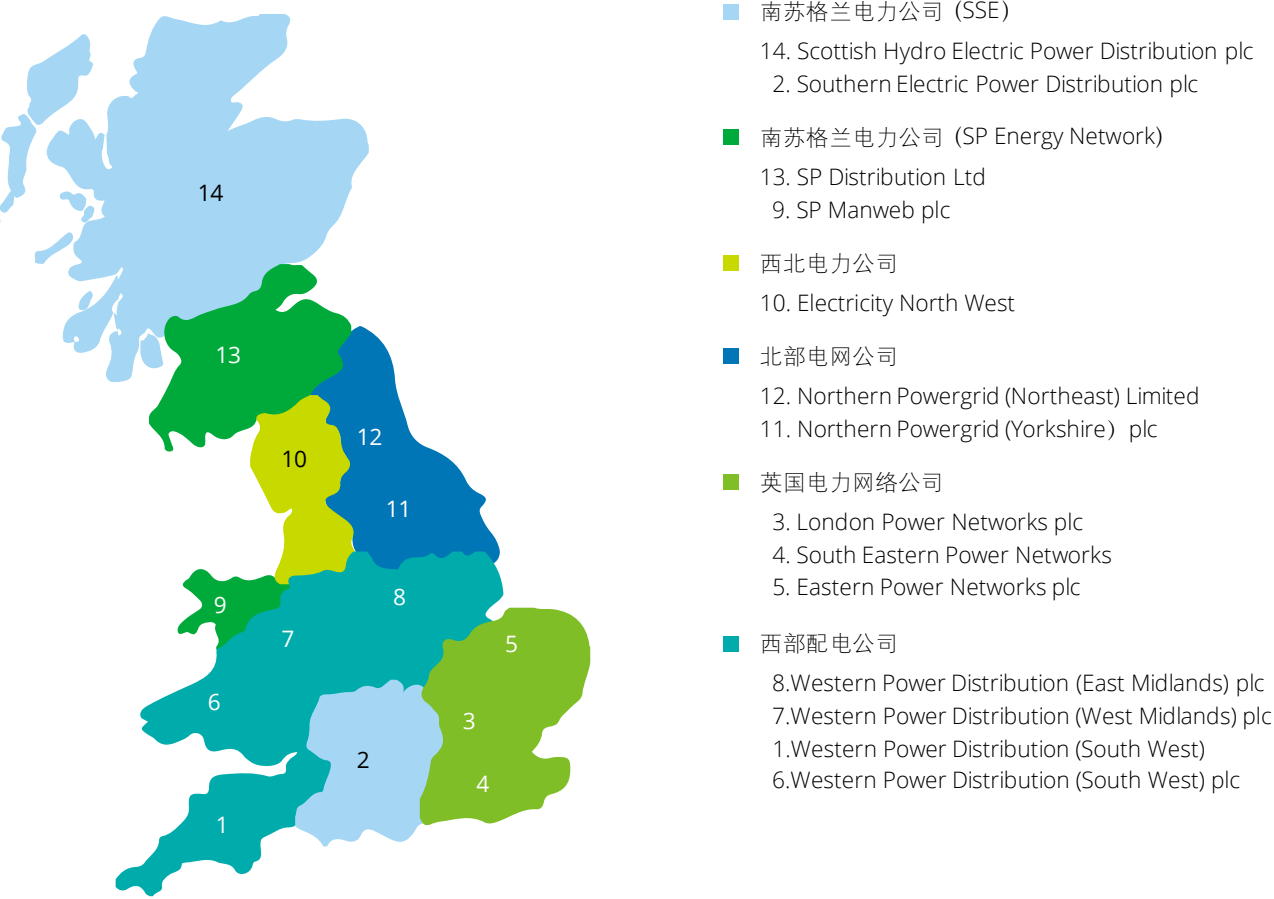 14
13
12
10
11
9
8
7
5
6
3
2
4
1
南苏格兰电力公司 (SSE)
14. Scottish Hydro Electric Power Distribution plc
2. Southern Electric Power Distribution plc
南苏格兰电力公司 (SP Energy Network)
13. SP Distribution Ltd
9. SP Manweb plc
西北电力公司
10. Electricity North West
北部电网公司
12. Northern Powergrid (Northeast) Limited
11. Northern Powergrid (Yorkshire） plc
英国电力网络公司
3. London Power Networks plc
4. South Eastern Power Networks
5. Eastern Power Networks plc
西部配电公司
8.Western Power Distribution (East Midlands) plc
7.Western Power Distribution (West Midlands) plc
1.Western Power Distribution (South West)
6.Western Power Distribution (South West) plc